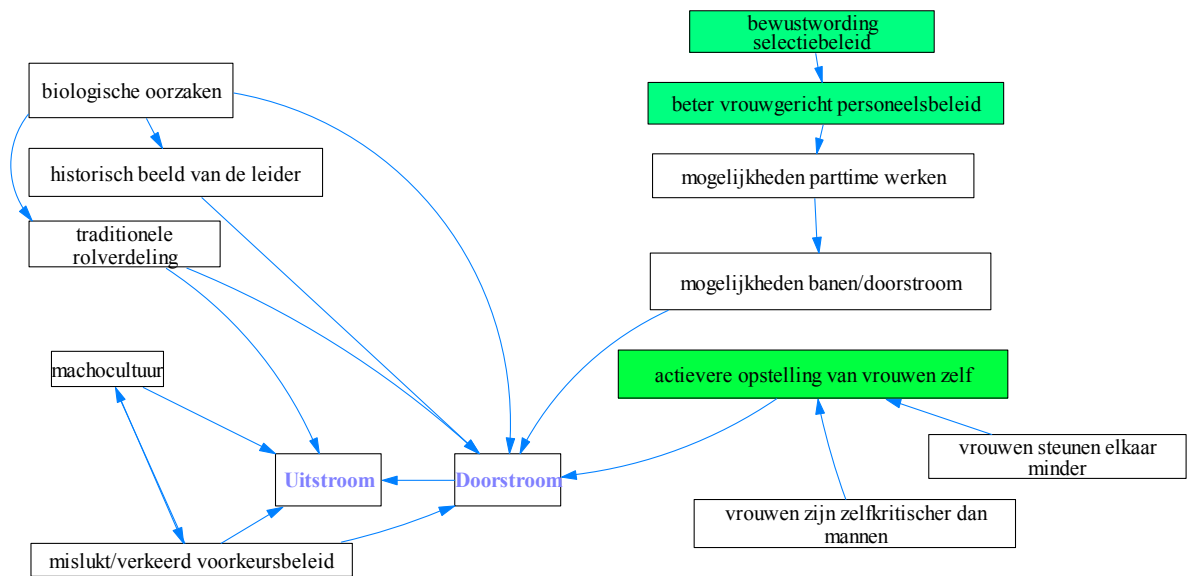 bewustwording
selectiebeleid
biologische oorzaken
beter vrouwgericht personeelsbeleid
historisch beeld van de leider
mogelijkheden parttime werken
traditionele
rolverdeling
mogelijkheden banen/doorstroom
machocultuur
actievere opstelling van vrouwen zelf
vrouwen steunen elkaar
minder
Uitstroom
Doorstroom
vrouwen zijn zelfkritischer dan
mannen
mislukt/verkeerd voorkeursbeleid